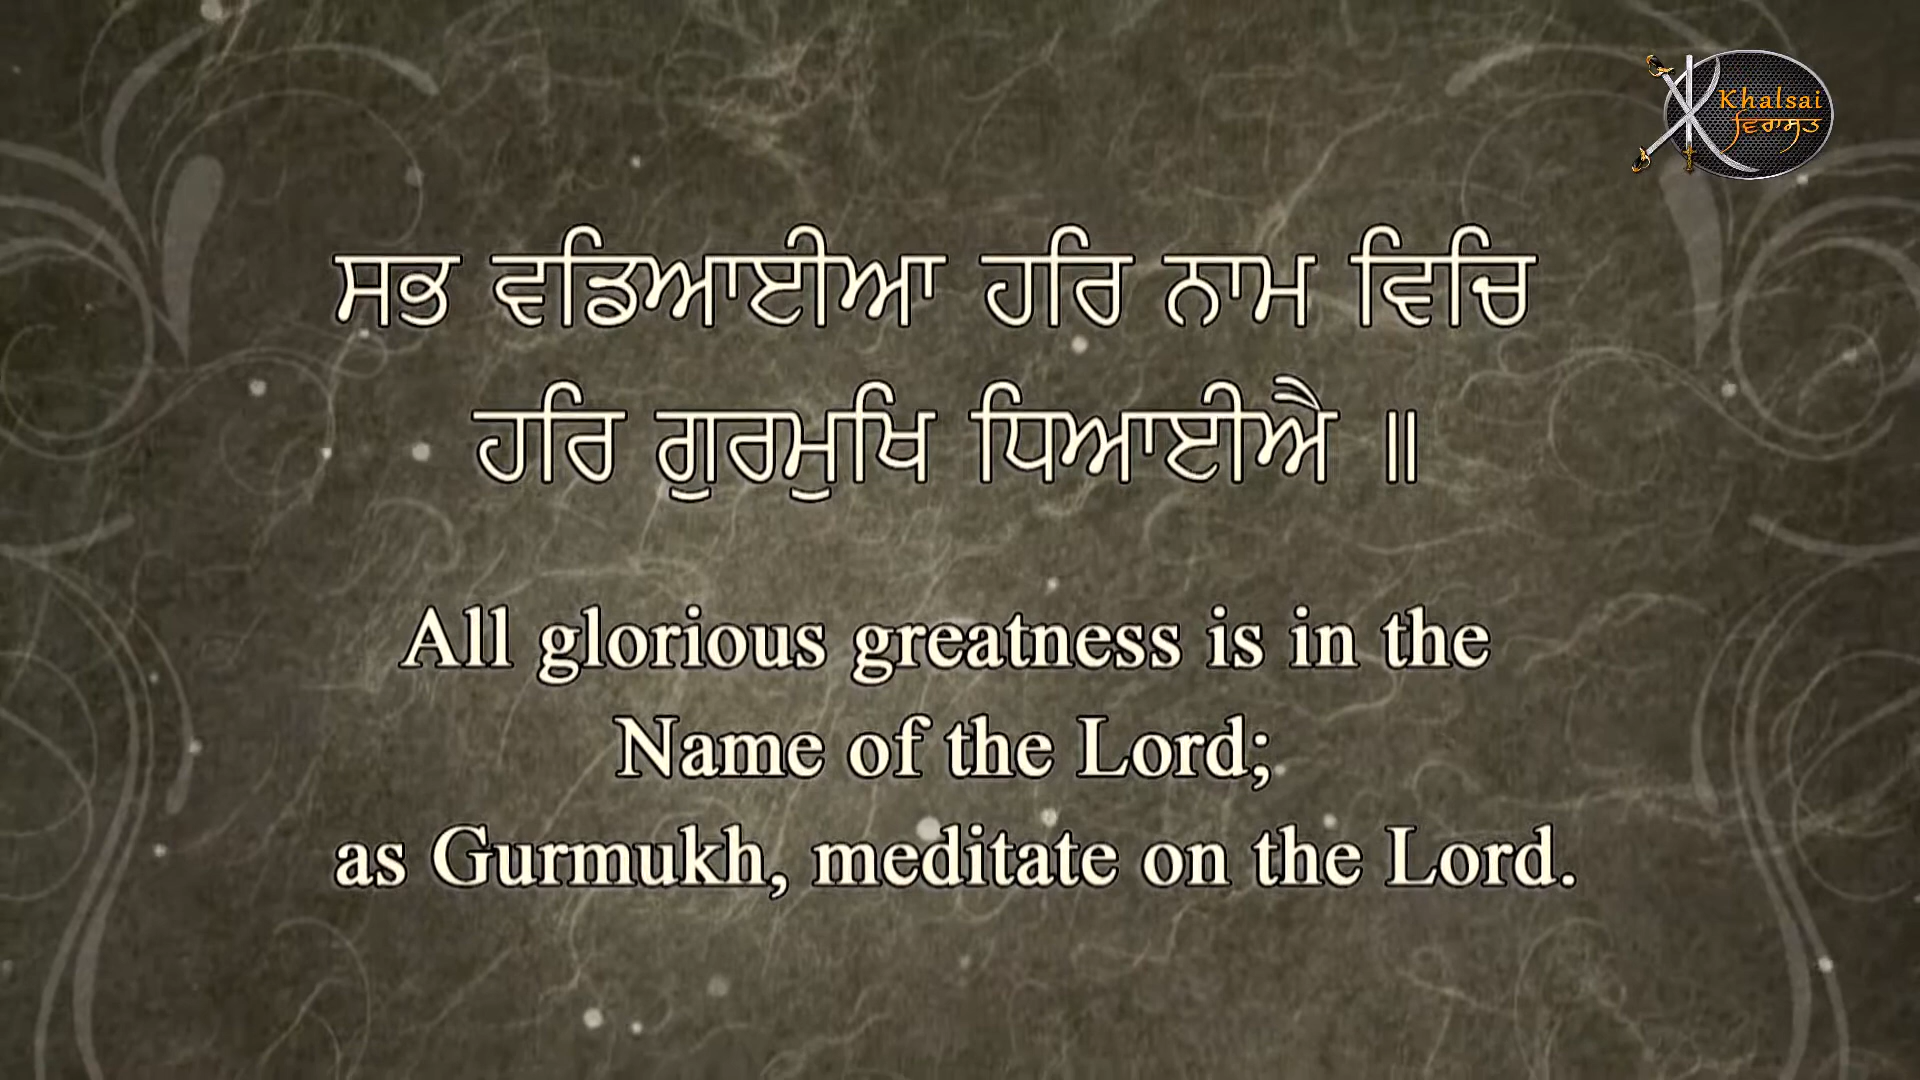 Khalsai
ਵਿਰਾਸਤ
ਸਭ ਵਡਿਆਈਆ ਹਰਿ ਨਾਮ ਵਿਚਿ
ਹਰਿ ਗੁਰਮੁਖਿ ਧਿਆਈਐ ॥
All glorious greatness is in the
Name of the Lord;
as Gurmukh, meditate on the Lord.